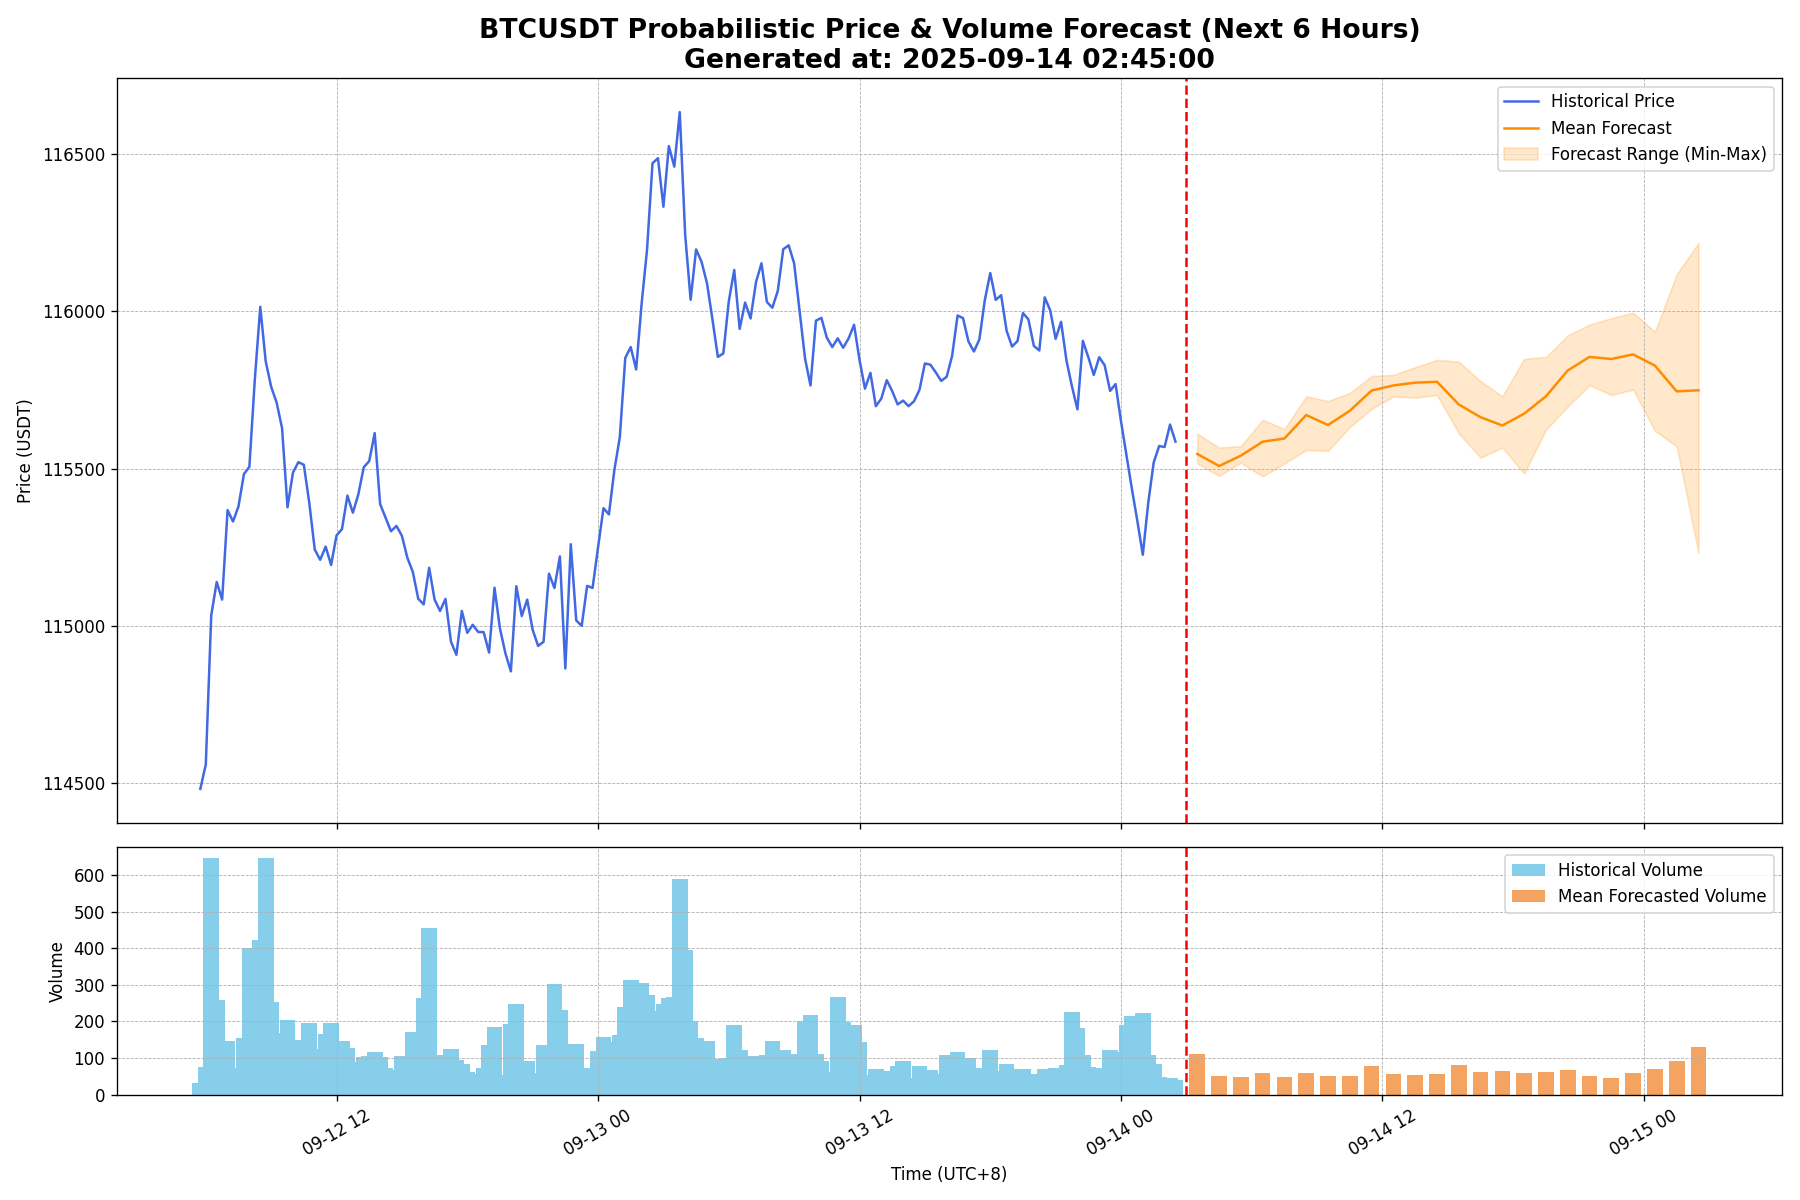 BTCUSDT Probabilistic Price & Volume Forecast (Next 6 Hours)
Generated at: 2025-09-14 02:45:00
Historical Price
Mean Forecast
Forecast Range (Min-Max)
Price (USDT)
116500
116000
115500
115000
114500
Historical Volume
Mean Forecasted Volume
Volume
600
500
400
300
200
100
0
09-12 12
09-13 00
09-13 12
09-14 00
09-14 12
09-15 00
Time (UTC+8)